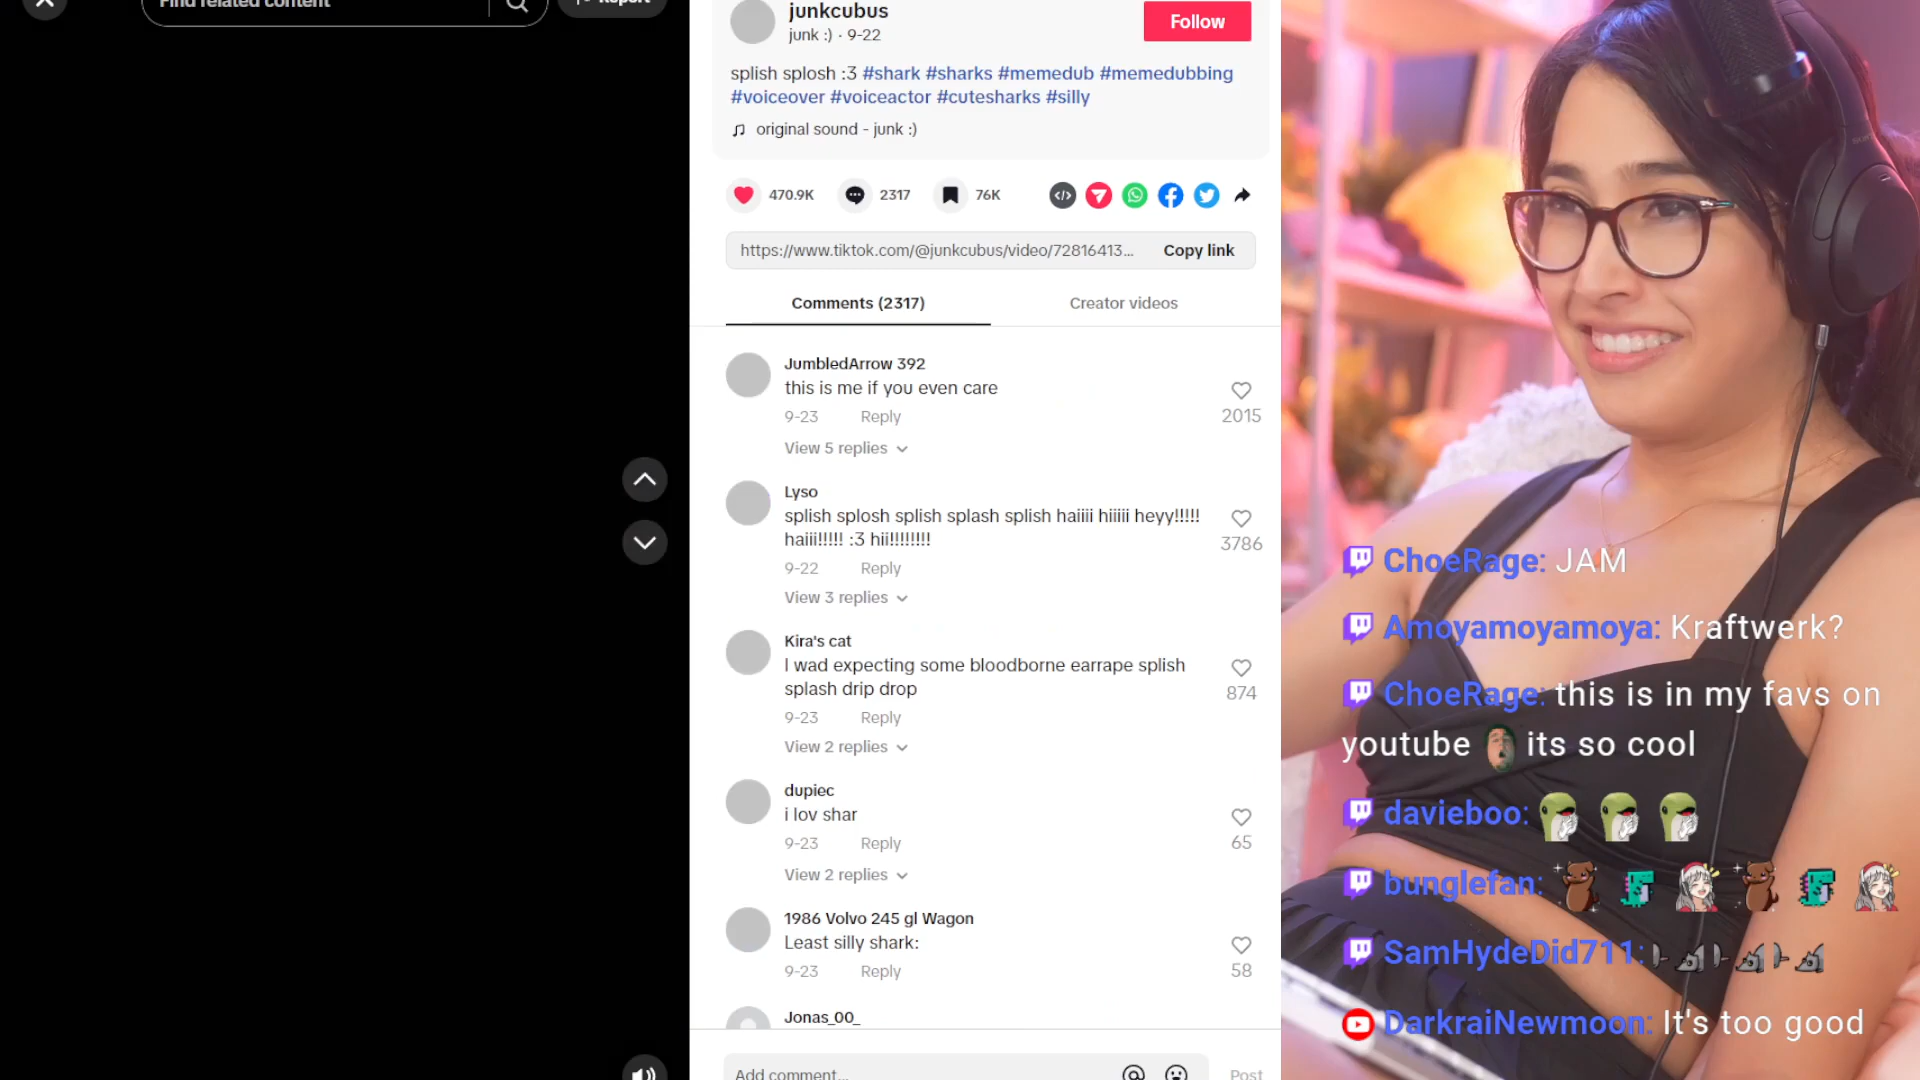 Find related content
Report
junkcubus
junk :) · 9-22
Follow
splish splosh :3 #shark #sharks #memedub #memedubbing
#voiceover #voiceactor #cutesharks #silly
original sound - junk :)
470.9K
2317
76K
https://www.tiktok.com/@junkcubus/video/72816413...
Copy link
Comments (2317)
Creator videos
JumbledArrow 392
this is me if you even care
9-23 Reply
2015
View 5 replies
Lyso
splish splosh splish splash splish haiiii hiiiii heyy!!!!!
haiii!!!!! :3 hii!!!!!!!!
9-22 Reply
3786
View 3 replies
Kira's cat
I wad expecting some bloodborne earrape splish
splash drip drop
9-23 Reply
874
View 2 replies
dupiec
i lov shar
9-23 Reply
65
View 2 replies
1986 Volvo 245 gl Wagon
Least silly shark:
9-23 Reply
58
Jonas_00_
Add comment...
Post
ChoeRage: JAM
Amoyamoyamoya: Kraftwerk?
ChoeRage: this is in my favs on
youtube its so cool
davieboo:
bunglefan:
SamHydeDid711:
DarkraiNewmoon: It's too good